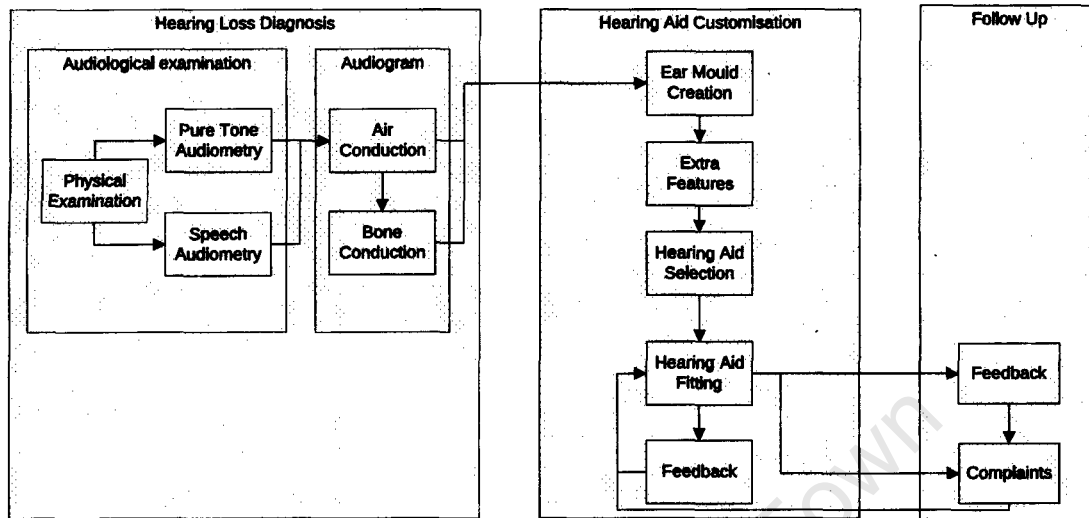 Hearing Loss Diagnosis
Audiological examination
Physical
Examination
Pure Tone
Audiometry
Speech
Audiometry
Audiogram
Air
Conduction
Bone
Conduction
Hearing Aid Customisation
Ear Mould
Creation
Extra
Features
Hearing Aid
Selection
Hearing Aid
Fitting
Feedback
Follow Up
Feedback
Complaints
Town